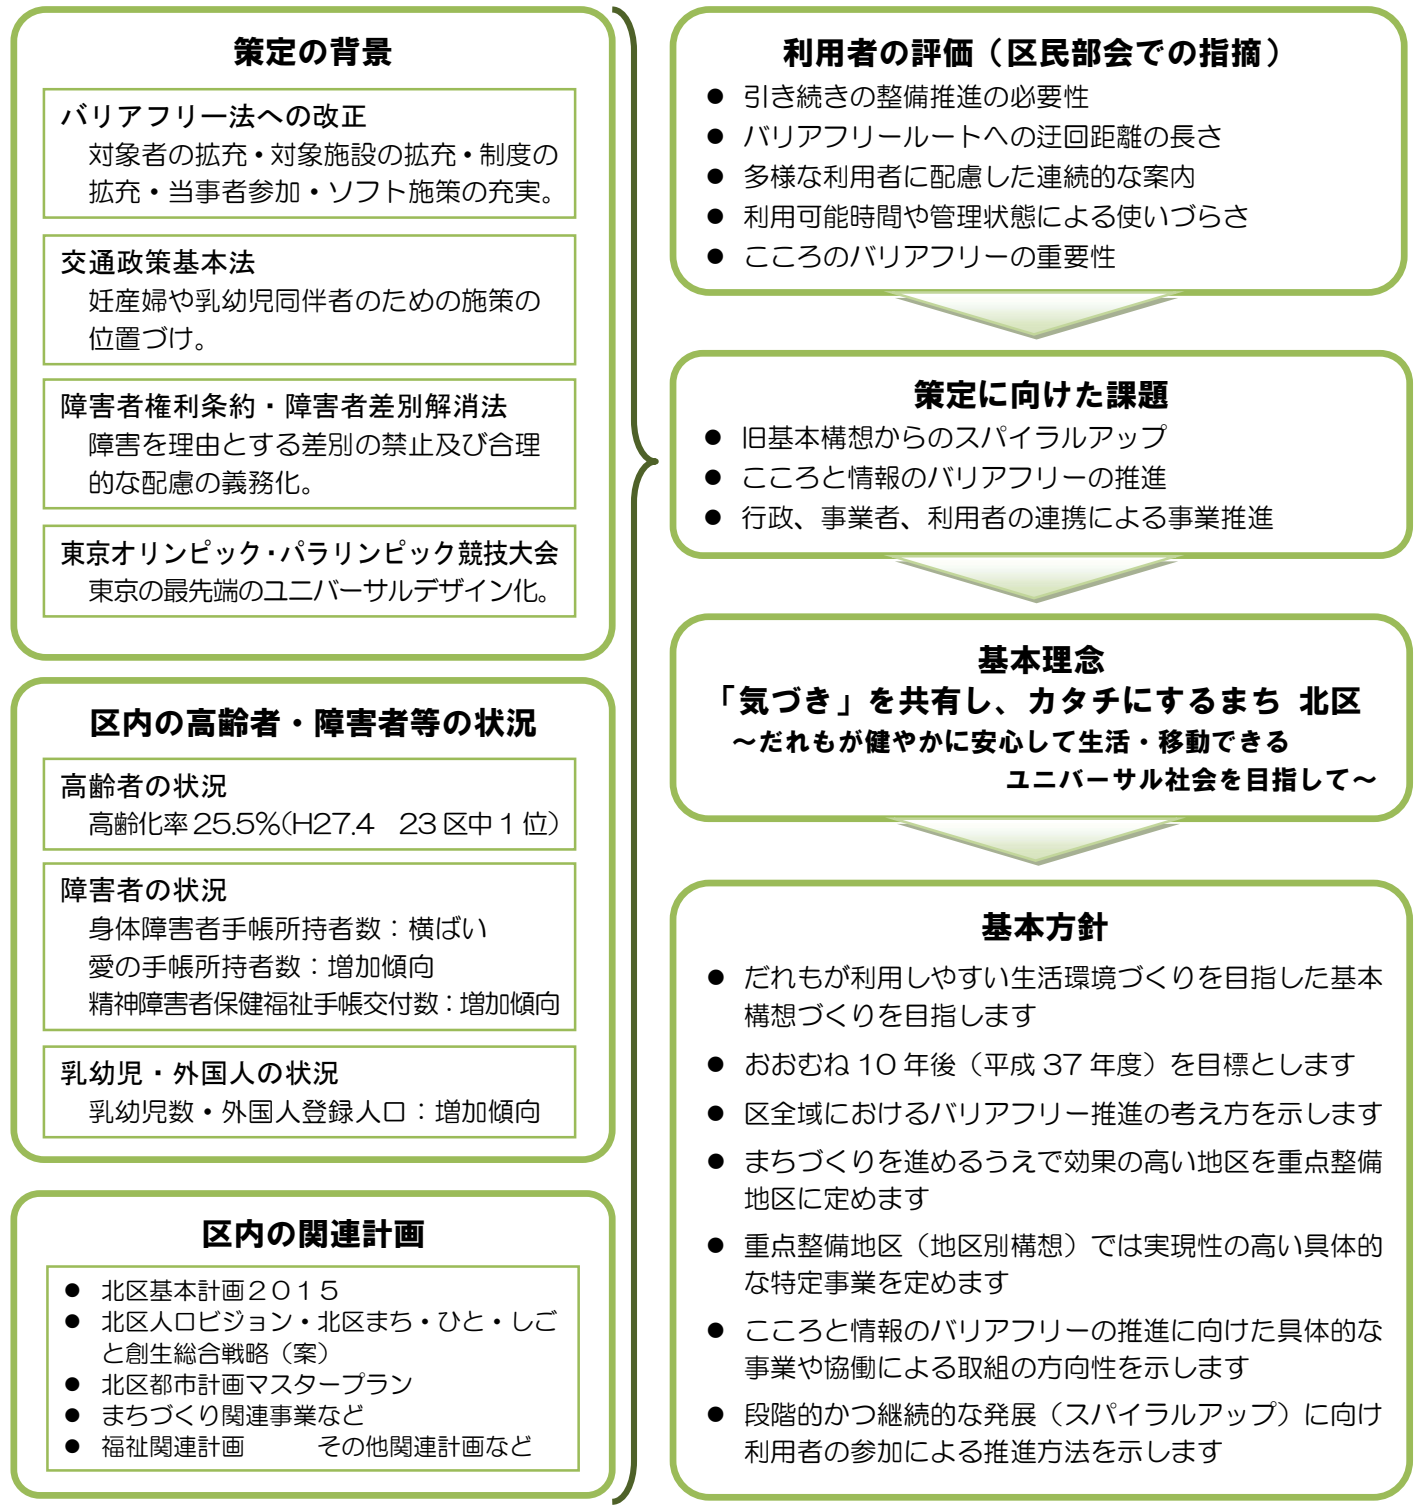 策定の背景
バリアフリー法への改正
対象者の拡充・対象施設の拡充・制度の
拡充・当事者参加・ソフト施策の充実。
交通政策基本法
妊産婦や乳幼児同伴者のための施策の
位置づけ。
障害者権利条約・障害者差別解消法
障害を理由とする差別の禁止及び合理
的な配慮の義務化。
東京オリンピック・パラリンピック競技大会
東京の最先端のユニバーサルデザイン化。
区内の高齢者・障害者等の状況
高齢者の状況
高齢化率 25.5%(H27.4　23 区中 1 位)
障害者の状況
身体障害者手帳所持者数：横ばい
愛の手帳所持者数：増加傾向
精神障害者保健福祉手帳交付数：増加傾向
乳幼児・外国人の状況
乳幼児数・外国人登録人口：増加傾向
区内の関連計画
● 北区基本計画２０１５
● 北区人口ビジョン・北区まち・ひと・しご
と創生総合戦略（案）
● 北区都市計画マスタープラン
● まちづくり関連事業など
● 福祉関連計画　　　その他関連計画など
利用者の評価（区民部会での指摘）
● 引き続きの整備推進の必要性
● バリアフリールートへの迂回距離の長さ
● 多様な利用者に配慮した連続的な案内
● 利用可能時間や管理状態による使いづらさ
● こころのバリアフリーの重要性
策定に向けた課題
● 旧基本構想からのスパイラルアップ
● こころと情報のバリアフリーの推進
● 行政、事業者、利用者の連携による事業推進
基本理念
「気づき」を共有し、カタチにするまち 北区
～だれもが健やかに安心して生活・移動できる
ユニバーサル社会を目指して～
基本方針
● だれもが利用しやすい生活環境づくりを目指した基本
構想づくりを目指します
● おおむね 10 年後（平成 37 年度）を目標とします
● 区全域におけるバリアフリー推進の考え方を示します
● まちづくりを進めるうえで効果の高い地区を重点整備
地区に定めます
● 重点整備地区（地区別構想）では実現性の高い具体的
な特定事業を定めます
● こころと情報のバリアフリーの推進に向けた具体的な
事業や協働による取組の方向性を示します
● 段階的かつ継続的な発展（スパイラルアップ）に向け
利用者の参加による推進方法を示します